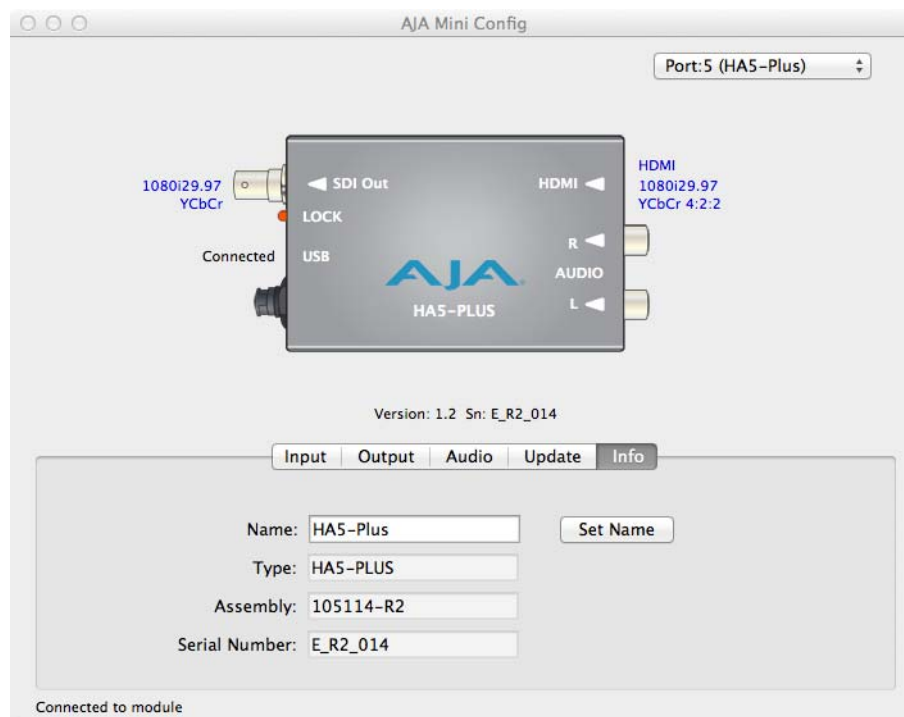 AJA Mini Config
Port:5 (HA5-Plus)
1080i29.97
YCbCr
SDI Out
HDMI
HDMI
1080i29.97
YCbCr 4:2:2
LOCK
Connected
USB
R
AUDIO
L
AJA
HA5-PLUS
Version: 1.2 Sn: E_R2_014
Input Output Audio Update Info
Name: HA5-Plus Set Name
Type: HA5-PLUS
Assembly: 105114-R2
Serial Number: E_R2_014
Connected to module